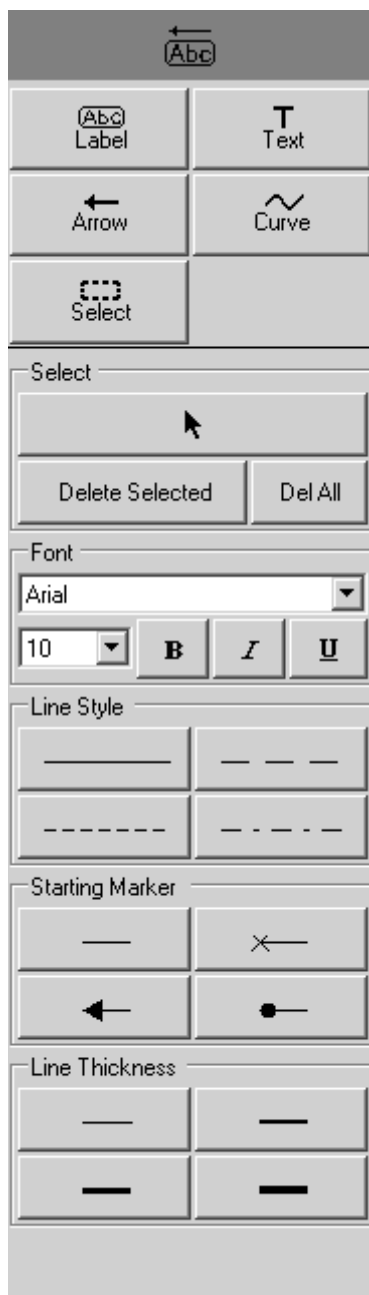 Abc
Abc
Label
T
Text
Arrow
Curve
Select
Select
Delete Selected
Del All
Font
Arial
10
B
I
U
Line Style
Starting Marker
Line Thickness